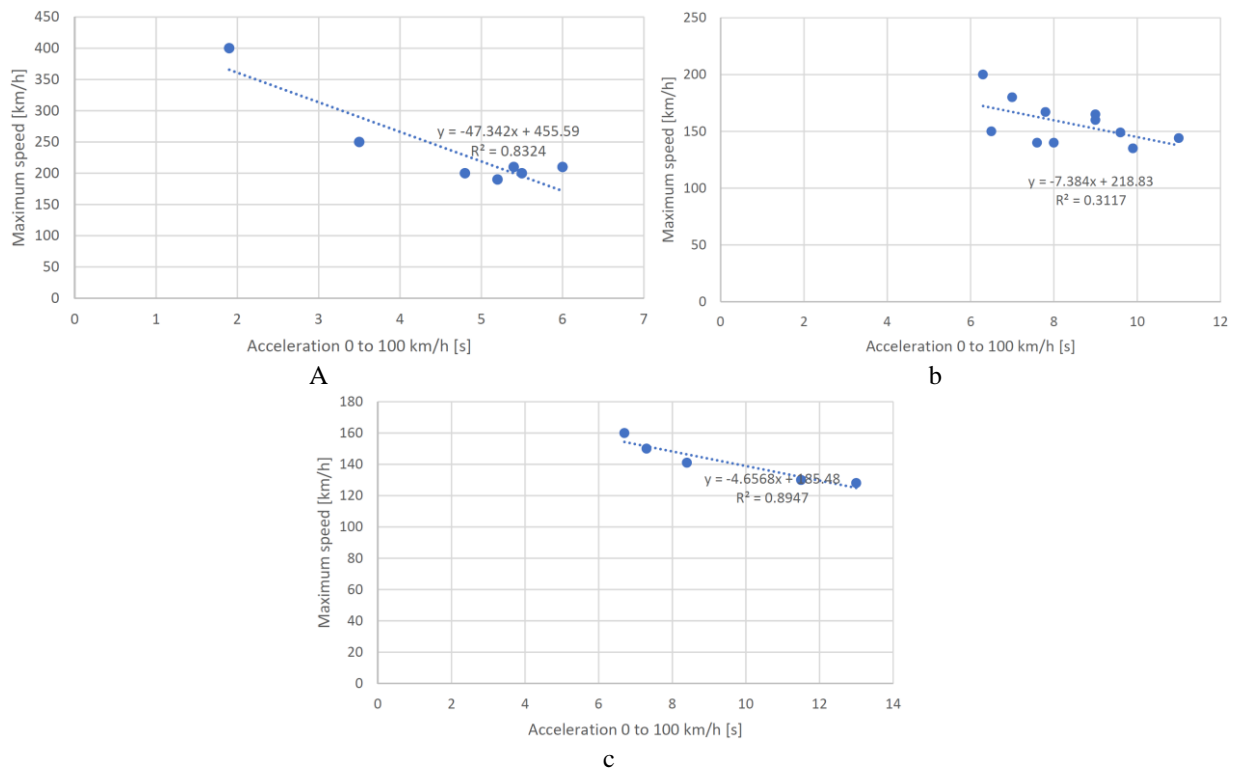 Maximum speed [km/h]
450
400
350
300
250
200
150
100
50
0
y = -47.342x + 455.59
R² = 0.8324
0 1 2 3 4 5 6 7
Acceleration 0 to 100 km/h [s]
A
Maximum speed [km/h]
250
200
150
100
50
0
y = -7.384x + 218.83
R² = 0.3117
0 2 4 6 8 10 12
Acceleration 0 to 100 km/h [s]
b
Maximum speed [km/h]
180
160
140
120
100
80
60
40
20
0
y = -4.6568x + 185.48
R² = 0.8947
0 2 4 6 8 10 12 14
Acceleration 0 to 100 km/h [s]
c